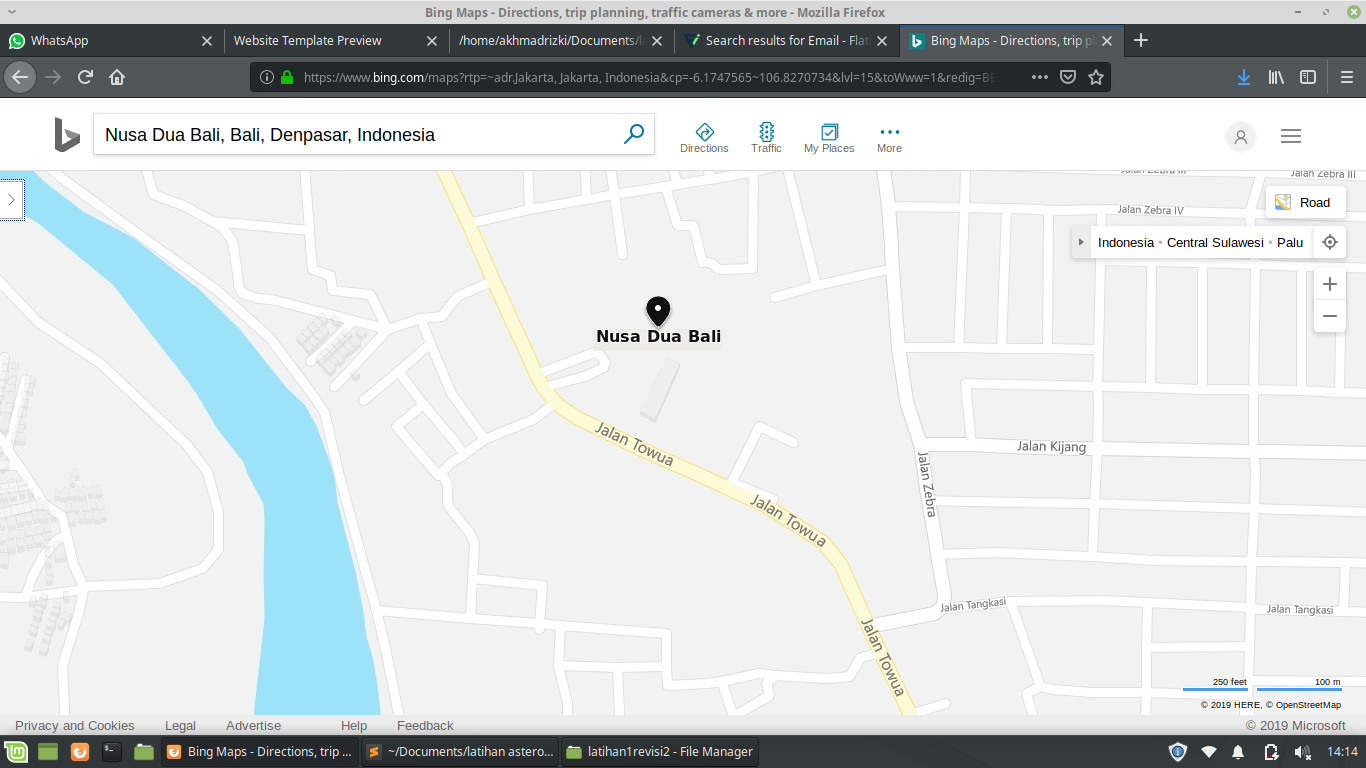 Bing Maps - Directions, trip planning, traffic cameras & more - Mozilla Firefox
WhatsApp
Website Template Preview
/home/akhmadrizki/Documents/l
Search results for Email - Flat
Bing Maps - Directions, trip pl
https://www.bing.com/maps?rtp=~adr.Jakarta, Jakarta, Indonesia&cp=-6.1747565~106.8270734&lvl=15&toWww=1&redig=BE
Nusa Dua Bali, Bali, Denpasar, Indonesia
Directions
Traffic
My Places
More
Jalan Zebra III
Jalan Zebra III
Road
Jalan Zebra IV
Indonesia • Central Sulawesi • Palu
Nusa Dua Bali
Jalan Towua
Jalan Kijang
Jalan Zebra
Jalan Towua
Jalan Tangkasi
Jalan Tangkasi
Jalan Towua
250 feet
100 m
© 2019 HERE, © OpenStreetMap
Privacy and Cookies
Legal
Advertise
Help
Feedback
© 2019 Microsoft
Bing Maps - Directions, trip ...
~/Documents/latihan astero...
latihan1revisi2 - File Manager
14:14